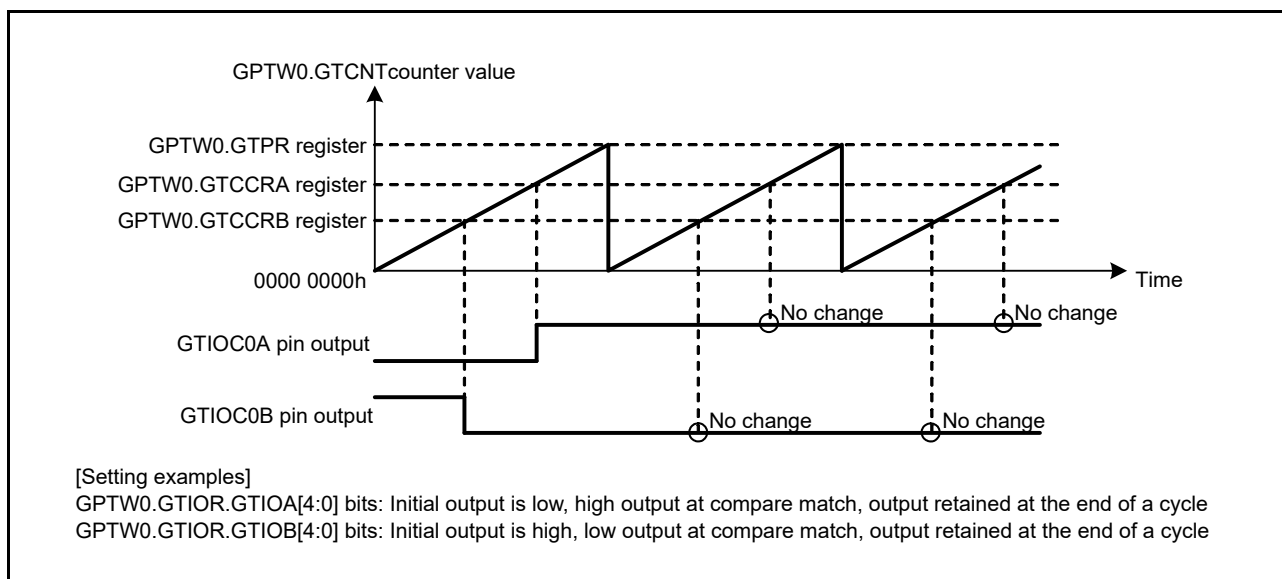 GPTW0.GTCNTcounter value
GPTW0.GTPR register
GPTW0.GTCCRA register
GPTW0.GTCCRB register
0000 0000h
Time
No change
No change
GTIOC0A pin output
GTIOC0B pin output
No change
No change
[Setting examples]
GPTW0.GTIOR.GTIOA[4:0] bits: Initial output is low, high output at compare match, output retained at the end of a cycle
GPTW0.GTIOR.GTIOB[4:0] bits: Initial output is high, low output at compare match, output retained at the end of a cycle